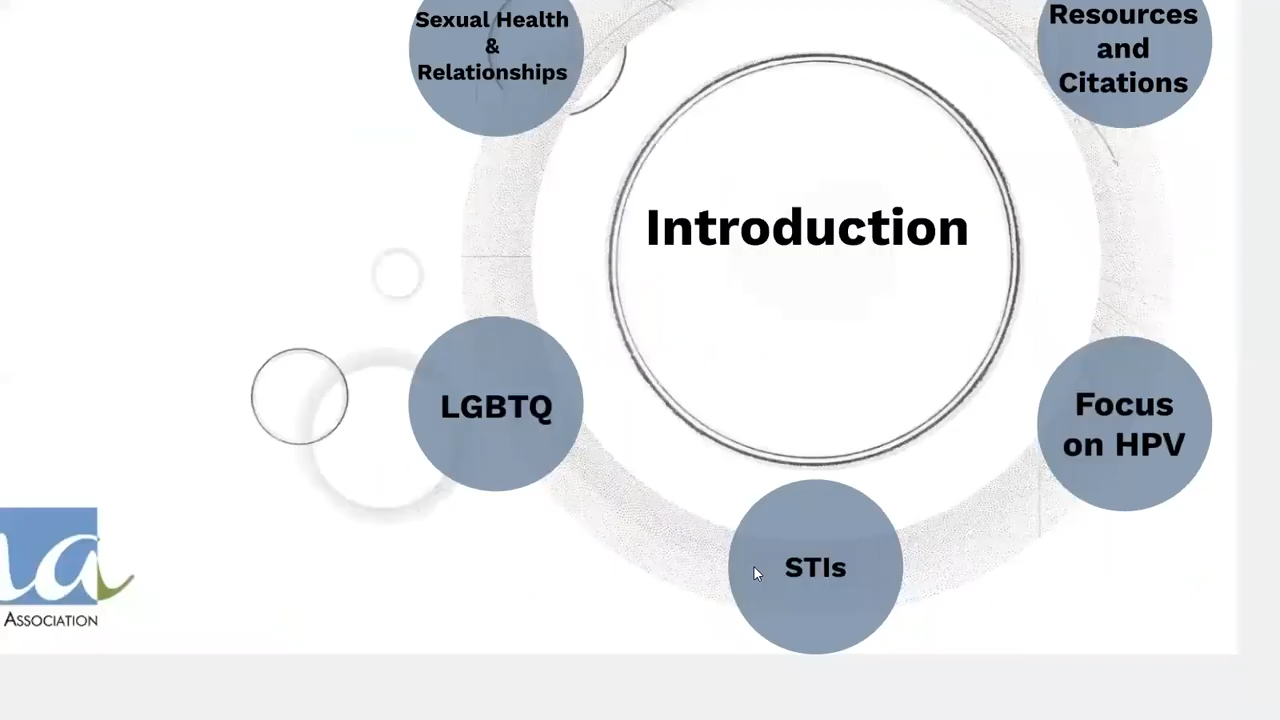 Sexual Health
&
Relationships
Resources
and
Citations
Introduction
LGBTQ
Focus
on HPV
STIs
a
ASSOCIATION